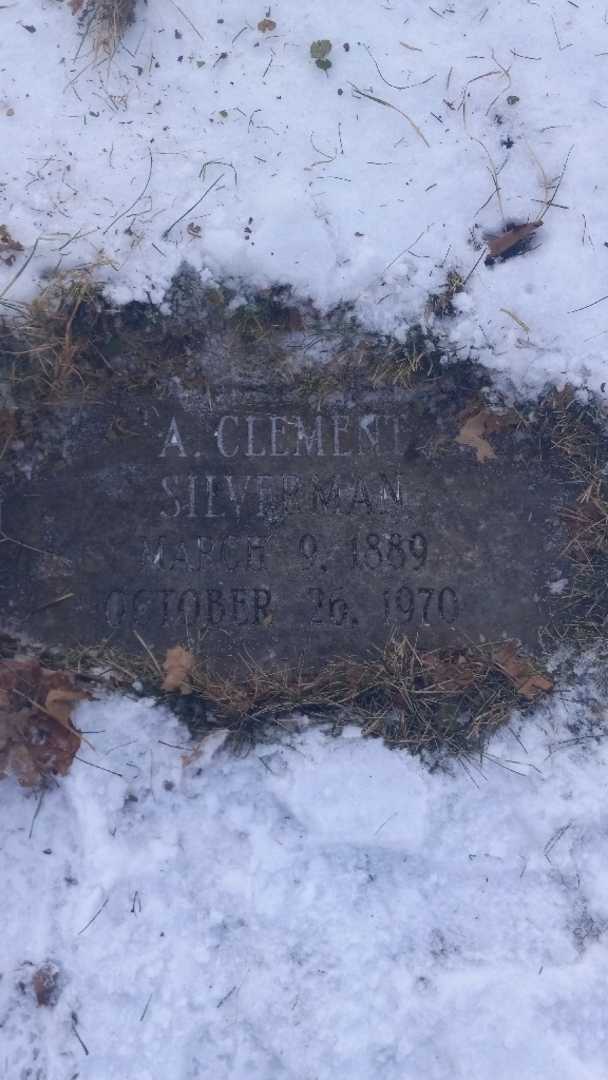 A. CLEMENT
SILVERMAN
MARCH 9, 1889
OCTOBER 26, 1970